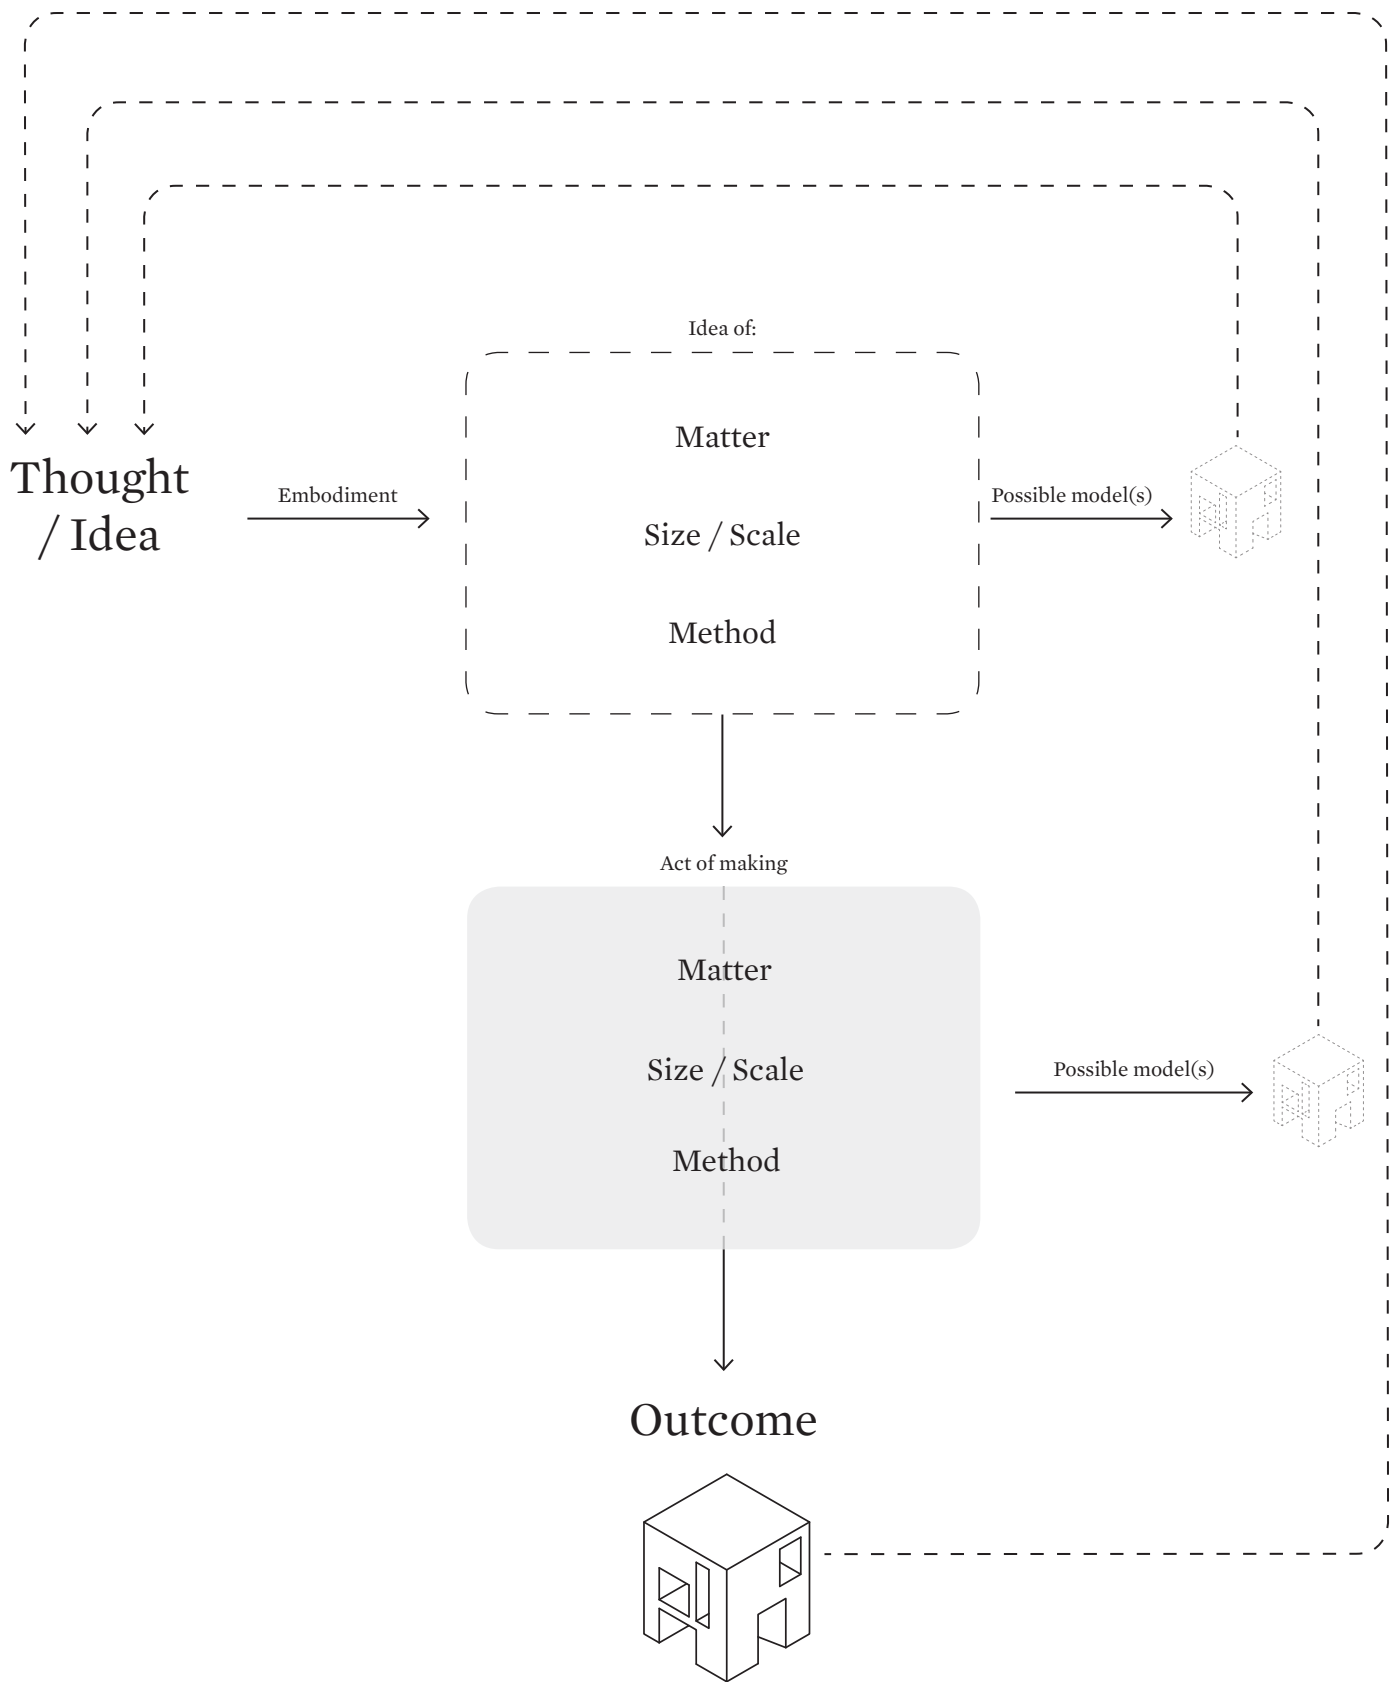 Idea of:
Matter
Thought
/ Idea
Embodiment
Size / Scale
Possible model(s)
Method
Act of making
Matter
Size / Scale
Possible model(s)
Method
Outcome